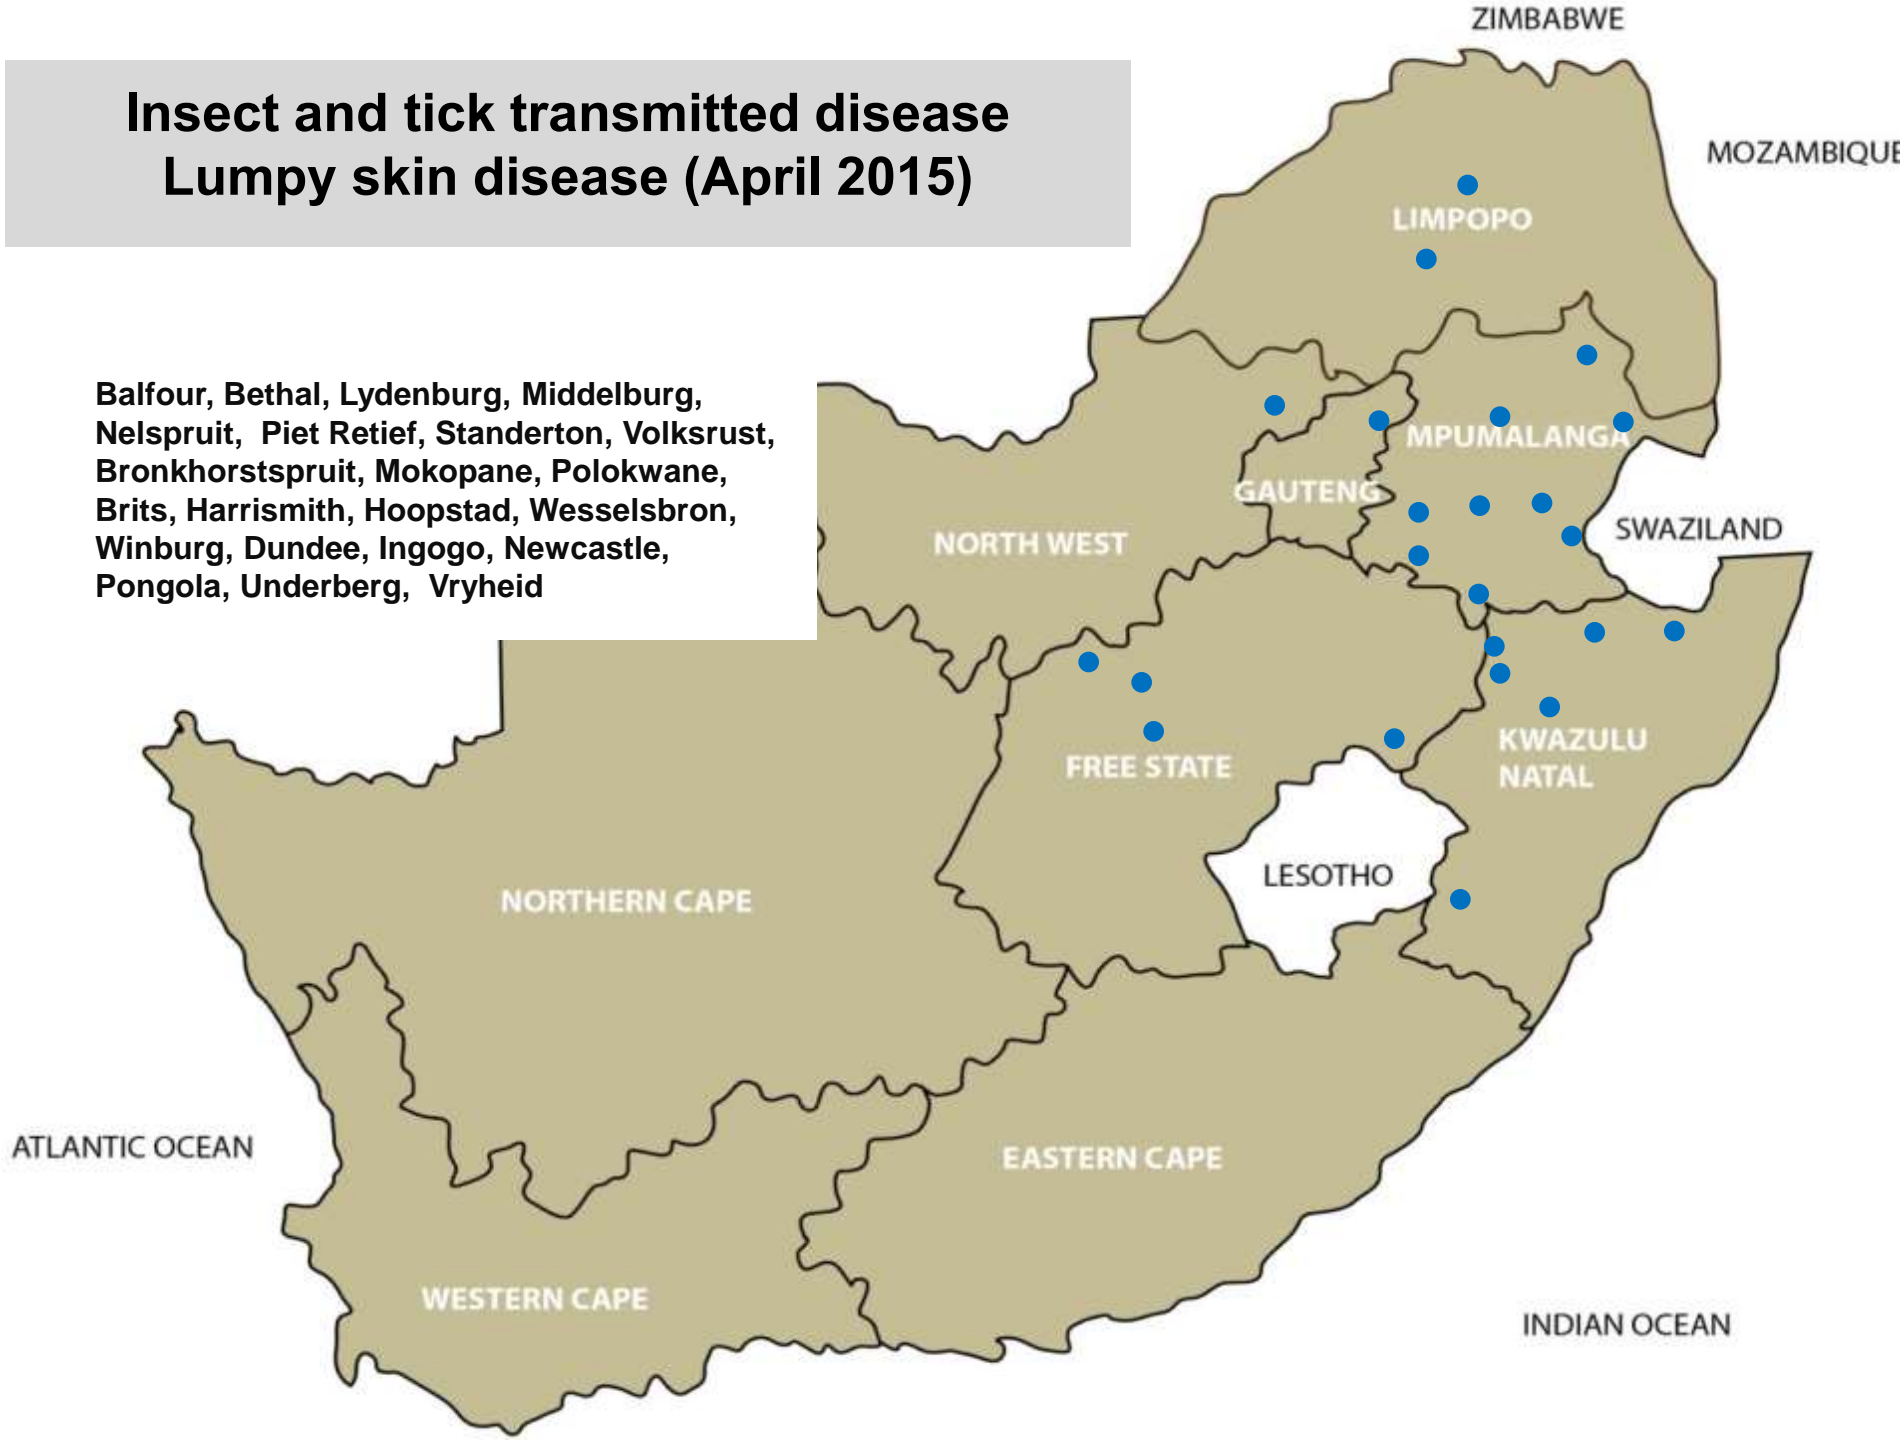 ZIMBABWE
Insect and tick transmitted disease
Lumpy skin disease (April 2015)
MOZAMBIQUE
LIMPOPO
Balfour, Bethal, Lydenburg, Middelburg,
Nelspruit, Piet Retief, Standerton, Volksrust,
Bronkhorstspruit, Mokopane, Polokwane,
Brits, Harrismith, Hoopstad, Wesselsbron,
Winburg, Dundee, Ingogo, Newcastle,
Pongola, Underberg, Vryheid
MPUMALANGA
GAUTENG
NORTH WEST
SWAZILAND
FREE STATE
KWAZULU
NATAL
LESOTHO
NORTHERN CAPE
ATLANTIC OCEAN
EASTERN CAPE
WESTERN CAPE
INDIAN OCEAN